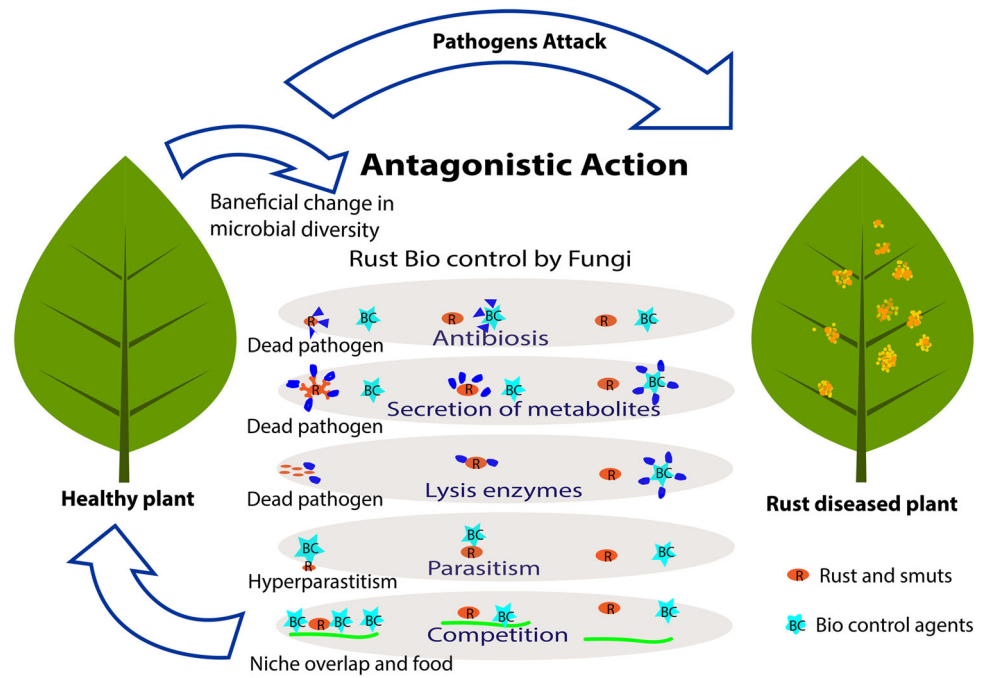 Pathogens Attack
Antagonistic Action
Baneficial change in
microbial diversity
Rust Bio control by Fungi
R BC R BC R BC
Dead pathogen
Antibiosis
R BC R BC R BC
Secretion of metabolites
Dead pathogen
R R BC
Dead pathogen
Lysis enzymes
Healthy plant
Rust diseased plant
BC R BC R R BC
Hyperparastitism
Parasitism
BC R BC BC R BC R BC
Competition
Niche overlap and food
R Rust and smuts
BC Bio control agents